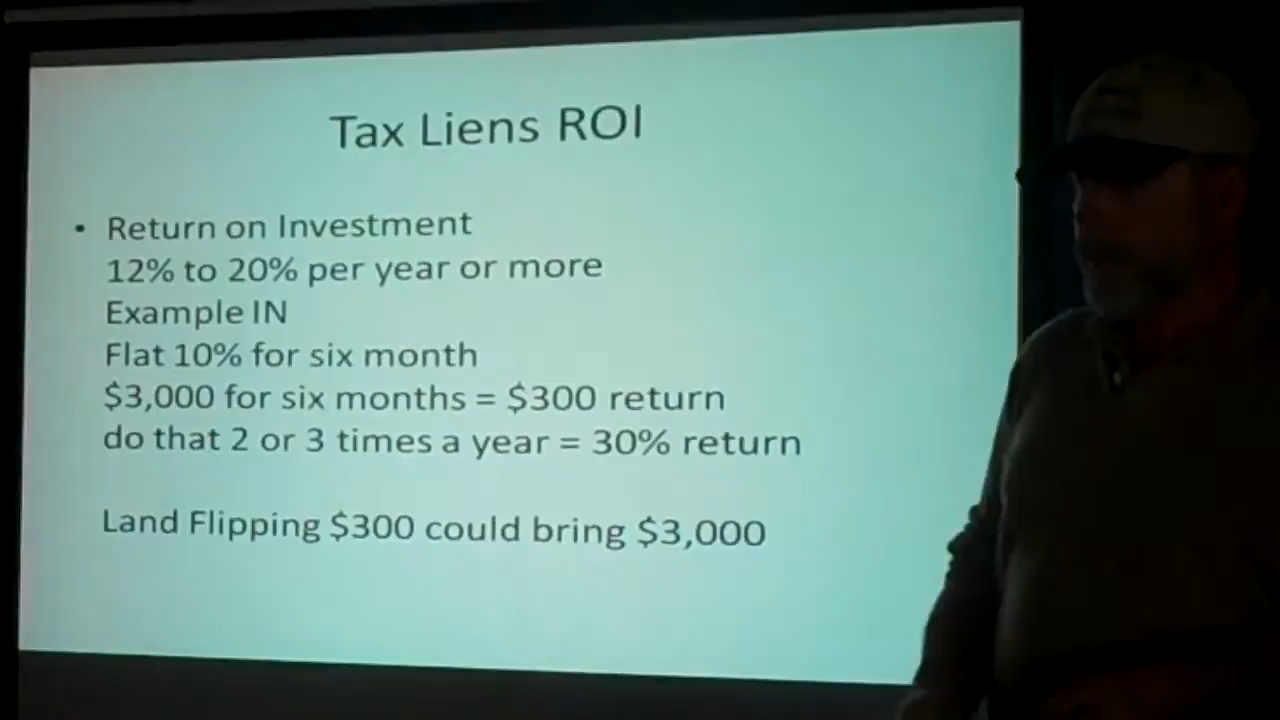 Tax Liens ROI
• Return on Investment
12% to 20% per year or more
Example IN
Flat 10% for six month
$3,000 for six months = $300 return
do that 2 or 3 times a year = 30% return
Land Flipping $300 could bring $3,000